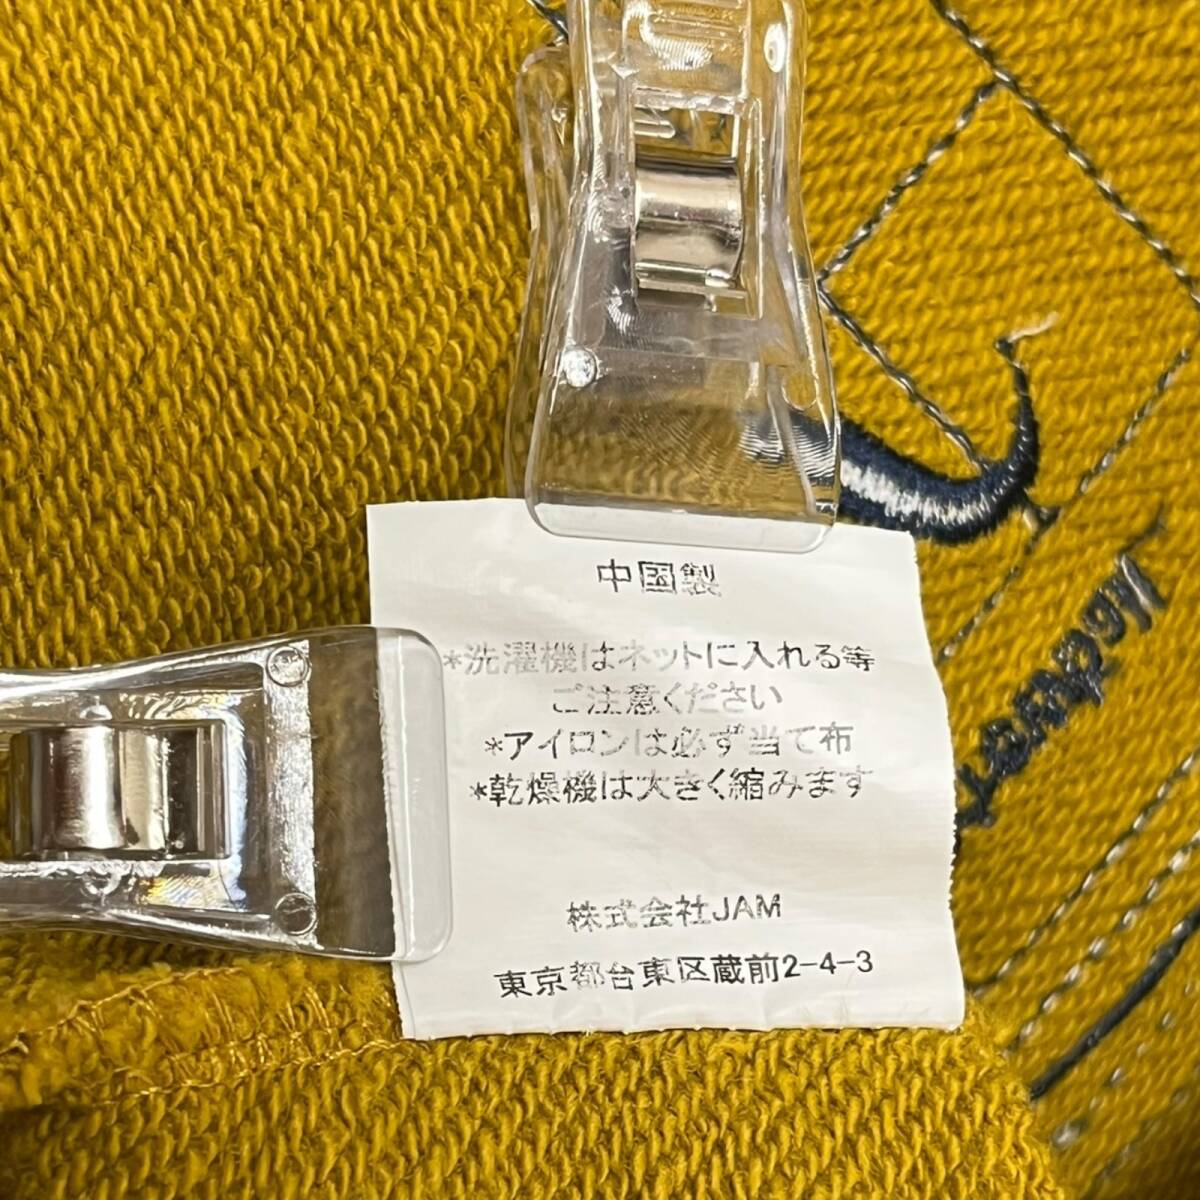 中国製
*洗濯機はネットに入れる等
ご注意ください
*アイロンは必ず当て布
*乾燥機は大きく縮みます
株式会社JAM
東京都台東区蔵前2-4-3